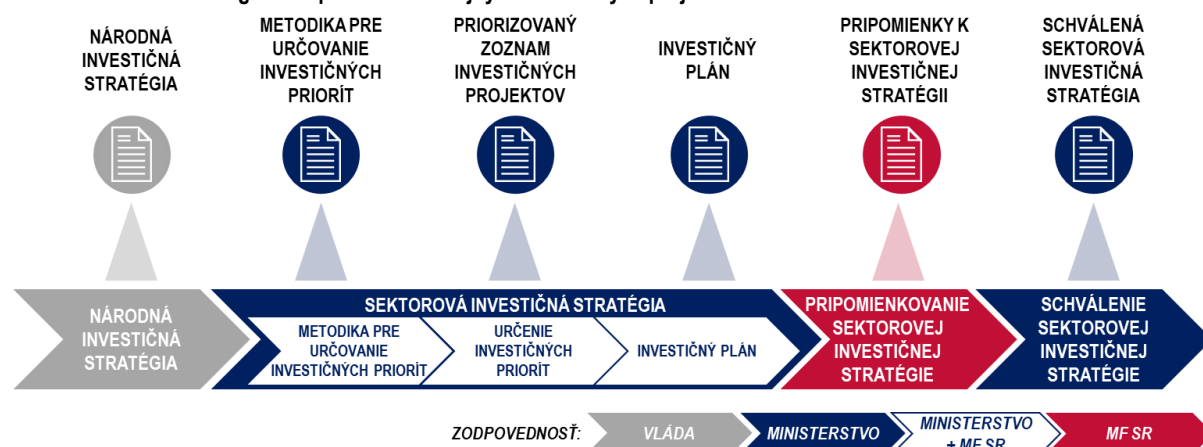 NÁRODNÁ
INVESTIČNÁ
STRATÉGIA
METODIKA PRE
URČOVANIE
INVESTIČNÝCH
PRIORÍT
PRIORIZOVANÝ
ZOZNAM
INVESTIČNÝCH
PROJEKTOV
INVESTIČNÝ
PLÁN
PRIPOMIENKY K
SEKTOROVEJ
INVESTIČNEJ
STRATÉGII
SCHVÁLENÁ
SEKTOROVÁ
INVESTIČNÁ
STRATÉGIA
NÁRODNÁ
INVESTIČNÁ
STRATÉGIA
SEKTOROVÁ INVESTIČNÁ STRATÉGIA
METODIKA PRE
URČOVANIE
INVESTIČNÝCH PRIORÍT
URČENIE
INVESTIČNÝCH
PRIORÍT
INVESTIČNÝ PLÁN
PRIPOMIENKOVANIE
SEKTOROVEJ
INVESTIČNEJ
STRATÉGIE
SCHVÁLENIE
SEKTOROVEJ
INVESTIČNEJ
STRATÉGIE
ZODPOVEDNOSŤ:
VLÁDA
MINISTERSTVO
MINISTERSTVO
+ MF SR
MF SR